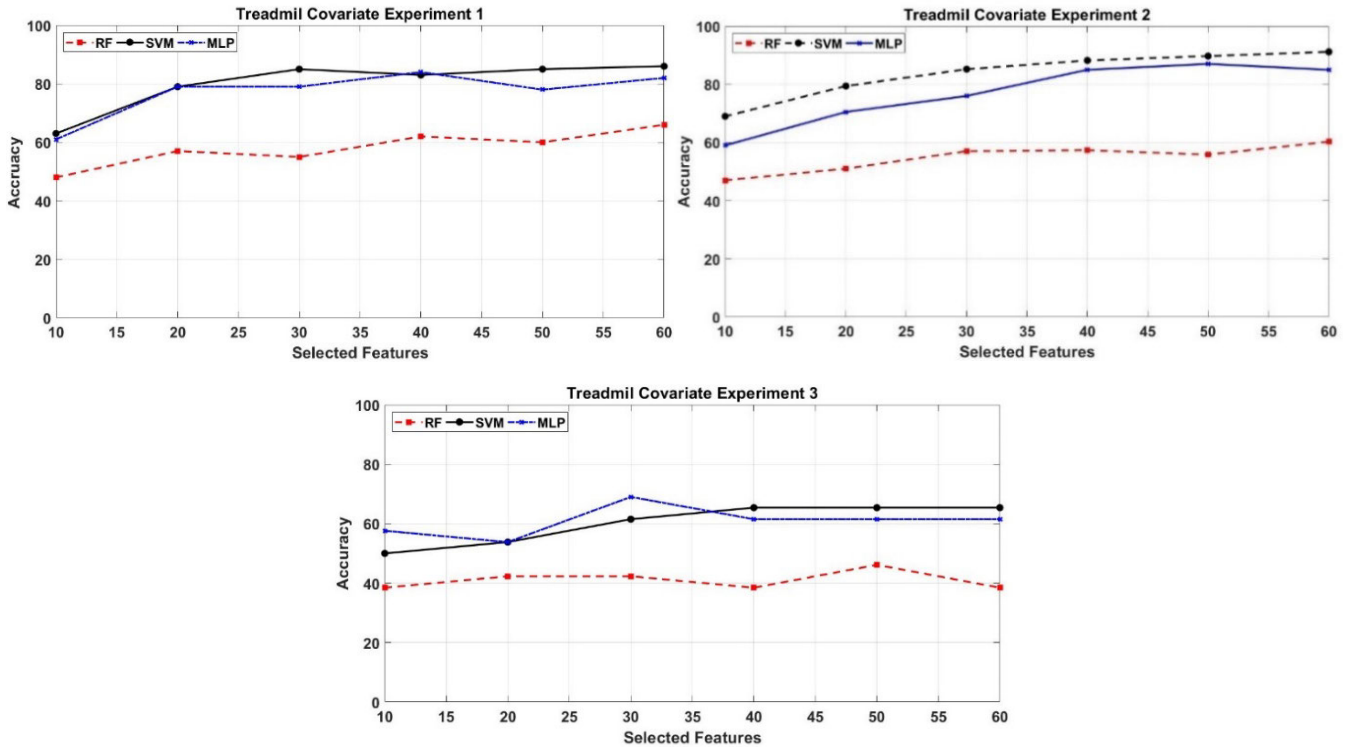 Treadmil Covariate Experiment 1
RF SVM MLP
Accruacy
100
80
60
40
20
0
10 15 20 25 30 35 40 45 50 55 60
Selected Features
Treadmil Covariate Experiment 2
RF SVM MLP
Accuracy
100
80
60
40
20
0
10 15 20 25 30 35 40 45 50 55 60
Selected Features
Treadmil Covariate Experiment 3
RF SVM MLP
Accuracy
100
80
60
40
20
0
10 15 20 25 30 35 40 45 50 55 60
Selected Features